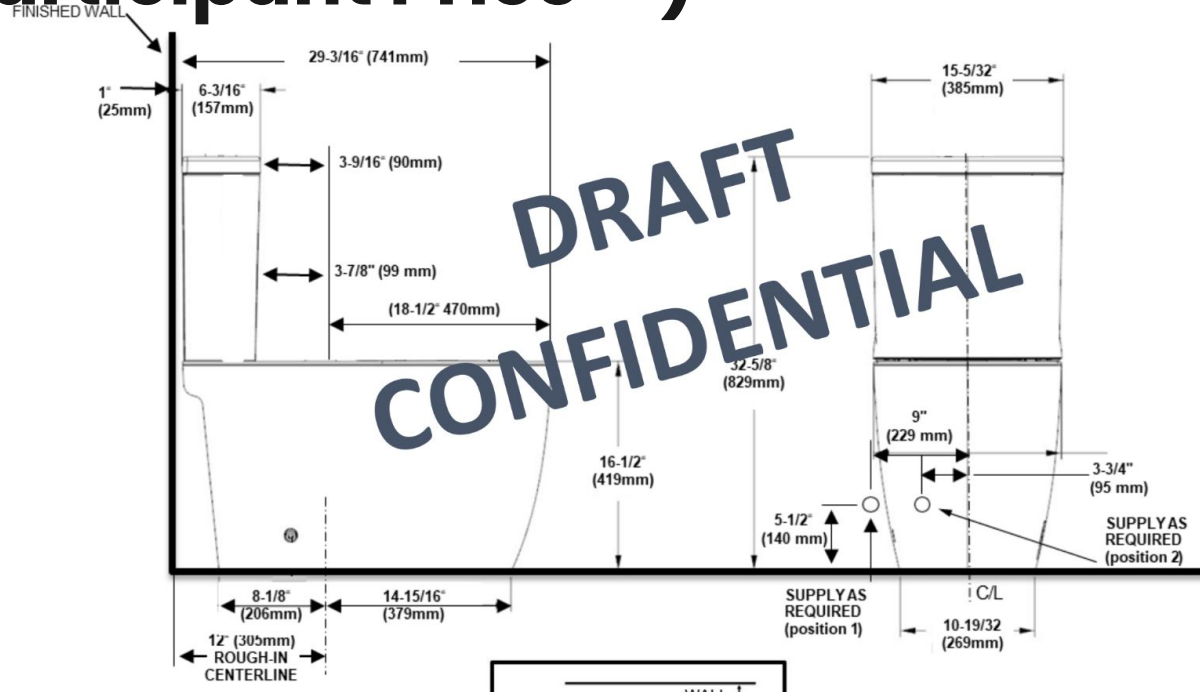 FINISHED WALL
29-3/16" (741mm)
1"
(25mm)
6-3/16"
(157mm)
15-5/32"
(385mm)
3-9/16" (90mm)
DRAFT
CONFIDENTIAL
3-7/8" (99 mm)
(18-1/2" 470mm)
32-5/8"
(829mm)
9"
(229 mm)
16-1/2"
(419mm)
3-3/4"
(95 mm)
5-1/2"
(140 mm)
SUPPLY AS
REQUIRED
(position 2)
SUPPLY AS
REQUIRED
(position 1)
C/L
8-1/8"
(206mm)
14-15/16"
(379mm)
10-19/32
(269mm)
12" (305mm)
ROUGH-IN
CENTERLINE
WALL